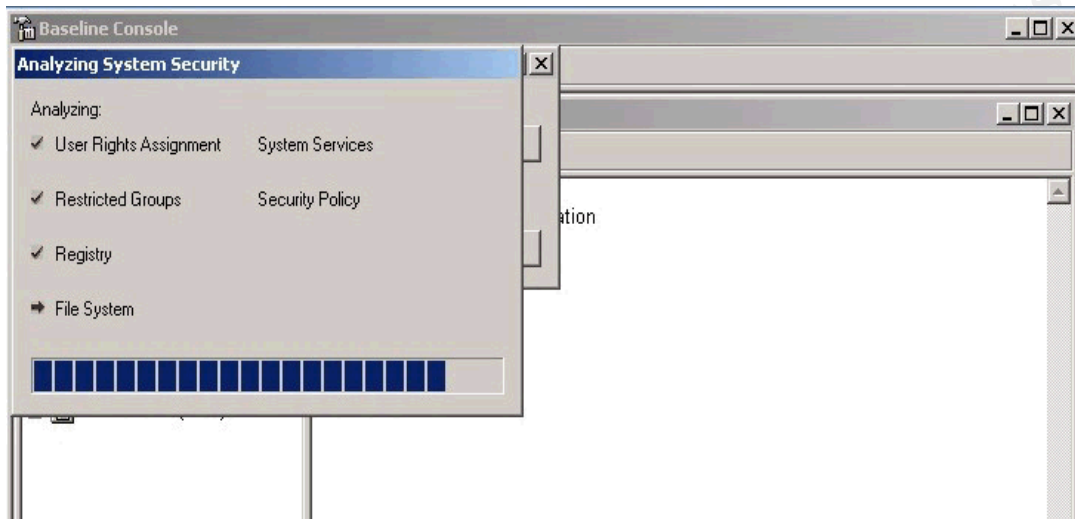 Baseline Console
Analyzing System Security
Analyzing:
User Rights Assignment System Services
Restricted Groups Security Policy
ation
Registry
File System